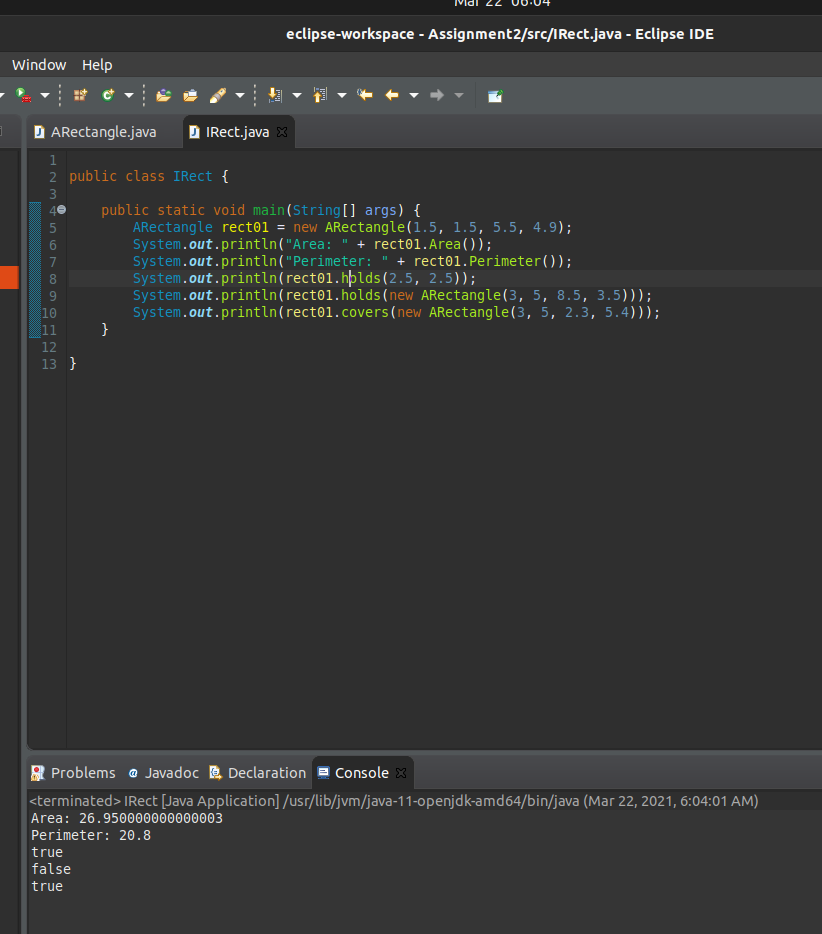 Mar 22 06:04
eclipse-workspace - Assignment2/src/IRect.java - Eclipse IDE
Window Help
ARectangle.java IRect.java
1
2 public class IRect {
3
4 public static void main(String[] args) {
5 ARectangle rect01 = new ARectangle(1.5, 1.5, 5.5, 4.9);
6 System.out.println("Area: " + rect01.Area());
7 System.out.println("Perimeter: " + rect01.Perimeter());
8 System.out.println(rect01.holds(2.5, 2.5));
9 System.out.println(rect01.holds(new ARectangle(3, 5, 8.5, 3.5)));
10 System.out.println(rect01.covers(new ARectangle(3, 5, 2.3, 5.4)));
11 }
12
13 }
Problems Javadoc Declaration Console
<terminated> IRect [Java Application] /usr/lib/jvm/java-11-openjdk-amd64/bin/java (Mar 22, 2021, 6:04:01 AM)
Area: 26.950000000000003
Perimeter: 20.8
true
false
true